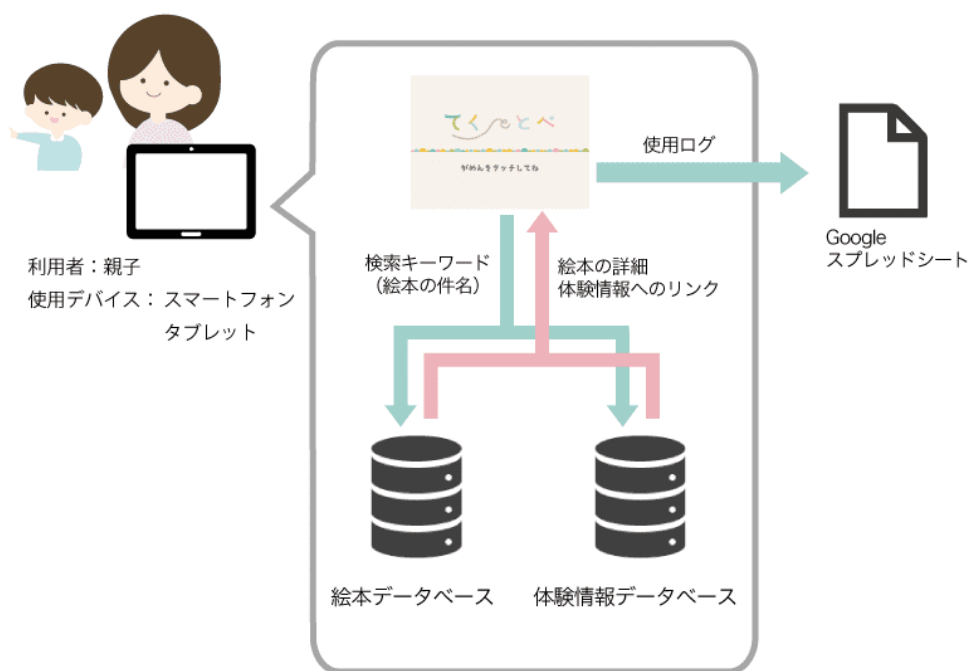 てくとぺ
がめんをタッチしてね
使用ログ
Google
スプレッドシート
利用者：親子
使用デバイス： スマートフォン
タブレット
検索キーワード
（絵本の件名）
絵本の詳細
体験情報へのリンク
絵本データベース
体験情報データベース